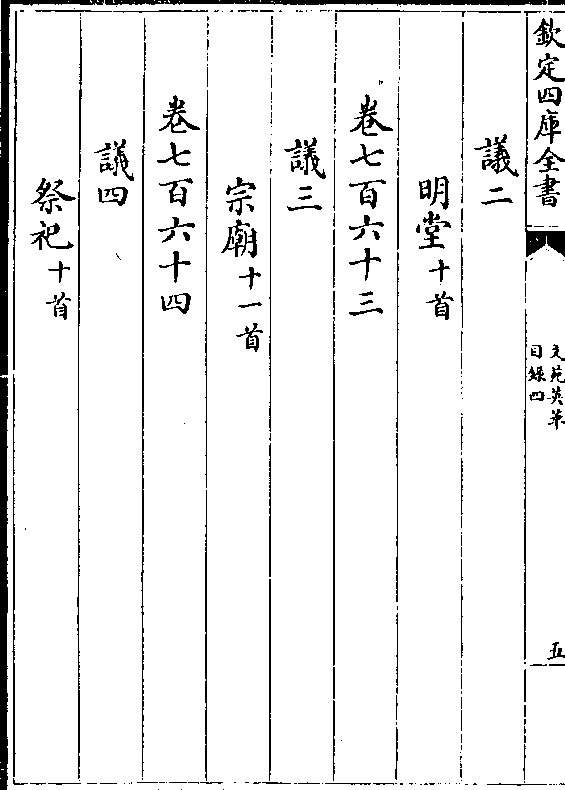 欽定四庫全書
文苑英華
目録四
五
議二
明堂十首
卷七百六十三
議三
宗廟十一首
卷七百六十四
議四
祭祀十首